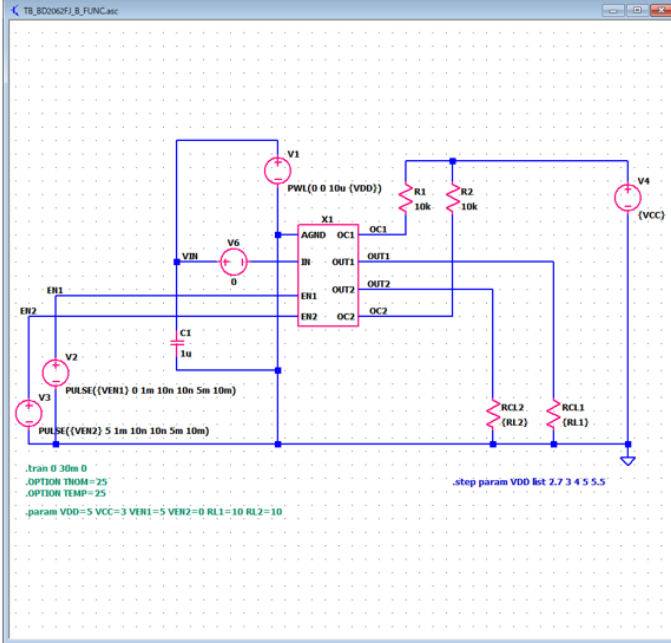 TB_BD2062FJ_B_FUNC.asc
V1
PWL(0 0 10u {VDD})
R1
10k
R2
10k
V4
{VCC}
X1
AGND OC1
OC1
VIN
V6
0
IN OUT1
OUT1
EN1
EN1 OUT2
OUT2
EN2
EN2 OC2
OC2
C1
1u
V2
PULSE({VEN1} 0 1m 10n 10n 5m 10m)
V3
PULSE({VEN2} 5 1m 10n 10n 5m 10m)
RCL2
{RL2}
RCL1
{RL1}
.tran 0 30m 0
.OPTION TNOM=25
.OPTION TEMP=25
.step param VDD list 2.7 3 4 5 5.5
.param VDD=5 VCC=3 VEN1=5 VEN2=0 RL1=10 RL2=10